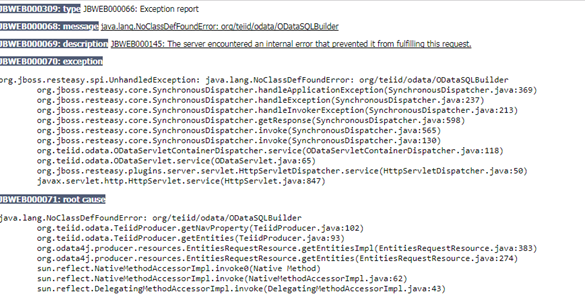 JBWEB000309: type JBWEB000066: Exception report
JBWEB000068: message java.lang.NoClassDefFoundError: org/teiid/odata/ODataSQLBuilder
JBWEB000069: description JBWEB000145: The server encountered an internal error that prevented it from fulfilling this request.
JBWEB000070: exception
org.jboss.resteasy.spi.UnhandledException: java.lang.NoClassDefFoundError: org/teiid/odata/ODataSQLBuilder
org.jboss.resteasy.core.SynchronousDispatcher.handleApplicationException(SynchronousDispatcher.java:369)
org.jboss.resteasy.core.SynchronousDispatcher.handleException(SynchronousDispatcher.java:237)
org.jboss.resteasy.core.SynchronousDispatcher.handleInvokerException(SynchronousDispatcher.java:213)
org.jboss.resteasy.core.SynchronousDispatcher.getResponse(SynchronousDispatcher.java:598)
org.jboss.resteasy.core.SynchronousDispatcher.invoke(SynchronousDispatcher.java:565)
org.jboss.resteasy.core.SynchronousDispatcher.invoke(SynchronousDispatcher.java:130)
org.teiid.odata.ODataServletContainerDispatcher.service(ODataServletContainerDispatcher.java:118)
org.teiid.odata.ODataServlet.service(ODataServlet.java:65)
org.jboss.resteasy.plugins.server.servlet.HttpServletDispatcher.service(HttpServletDispatcher.java:50)
javax.servlet.http.HttpServlet.service(HttpServlet.java:847)
JBWEB000071: root cause
java.lang.NoClassDefFoundError: org/teiid/odata/ODataSQLBuilder
org.teiid.odata.TeiidProducer.getNavProperty(TeiidProducer.java:102)
org.teiid.odata.TeiidProducer.getEntities(TeiidProducer.java:93)
org.odata4j.producer.resources.EntitiesRequestResource.getEntitiesImpl(EntitiesRequestResource.java:383)
org.odata4j.producer.resources.EntitiesRequestResource.getEntities(EntitiesRequestResource.java:274)
sun.reflect.NativeMethodAccessorImpl.invoke0(Native Method)
sun.reflect.NativeMethodAccessorImpl.invoke(NativeMethodAccessorImpl.java:62)
sun.reflect.DelegatingMethodAccessorImpl.invoke(DelegatingMethodAccessorImpl.java:43)